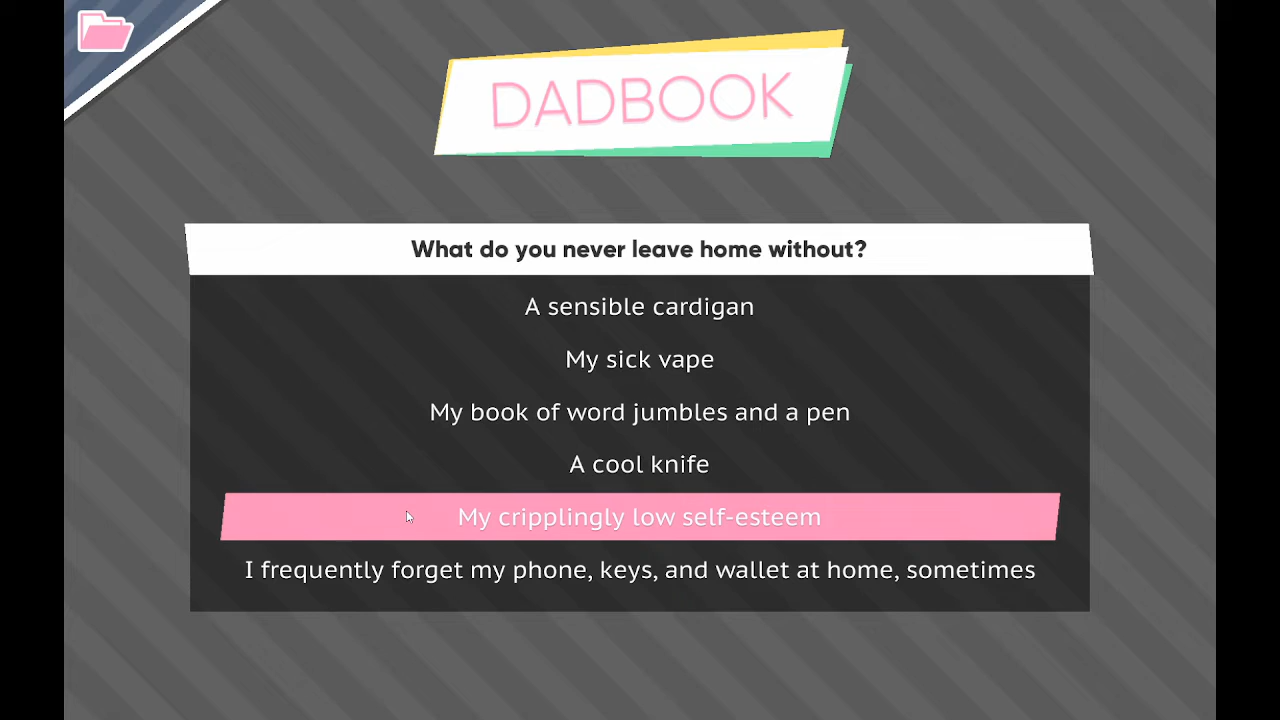 DADBOOK
What do you never leave home without?
A sensible cardigan
My sick vape
My book of word jumbles and a pen
A cool knife
My cripplingly low self-esteem
I frequently forget my phone, keys, and wallet at home, sometimes